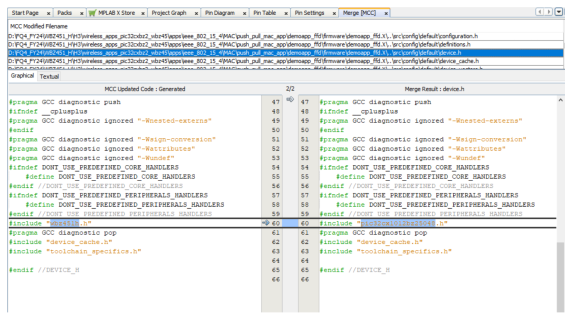 Start Page x Packs x MPLAB X Store x Project Graph x Pin Diagram x Pin Table x Pin Settings x Merge [MCC] x
MCC Modified Filename
D:\FQ4_FY24\WBZ451_H\H3\wireless_apps_pic32cxbz2_wbz45\apps\ieee_802_15_4\MAC\push_pull_mac_app\demoapp_ffd\firmware\demoapp_ffd.X\..\src\config\default\configuration.h
D:\FQ4_FY24\WBZ451_H\H3\wireless_apps_pic32cxbz2_wbz45\apps\ieee_802_15_4\MAC\push_pull_mac_app\demoapp_ffd\firmware\demoapp_ffd.X\..\src\config\default\definitions.h
D:\FQ4_FY24\WBZ451_H\H3\wireless_apps_pic32cxbz2_wbz45\apps\ieee_802_15_4\MAC\push_pull_mac_app\demoapp_ffd\firmware\demoapp_ffd.X\..\src\config\default\device.h
D:\FQ4_FY24\WBZ451_H\H3\wireless_apps_pic32cxbz2_wbz45\apps\ieee_802_15_4\MAC\push_pull_mac_app\demoapp_ffd\firmware\demoapp_ffd.X\..\src\config\default\device_cache.h
Graphical Textual
MCC Updated Code : Generated 2/2 Merge Result : device.h
#pragma GCC diagnostic push 47 47 #pragma GCC diagnostic push
#ifndef __cplusplus 48 48 #ifndef __cplusplus
#pragma GCC diagnostic ignored "-Wnested-externs" 49 49 #pragma GCC diagnostic ignored "-Wnested-externs"
#endif 50 50 #endif
#pragma GCC diagnostic ignored "-Wsign-conversion" 51 51 #pragma GCC diagnostic ignored "-Wsign-conversion"
#pragma GCC diagnostic ignored "-Wattributes" 52 52 #pragma GCC diagnostic ignored "-Wattributes"
#pragma GCC diagnostic ignored "-Wundef" 53 53 #pragma GCC diagnostic ignored "-Wundef"
#ifndef DONT_USE_PREDEFINED_CORE_HANDLERS 54 54 #ifndef DONT_USE_PREDEFINED_CORE_HANDLERS
#define DONT_USE_PREDEFINED_CORE_HANDLERS 55 55 #define DONT_USE_PREDEFINED_CORE_HANDLERS
#endif //DONT_USE_PREDEFINED_CORE_HANDLERS 56 56 #endif //DONT_USE_PREDEFINED_CORE_HANDLERS
#ifndef DONT_USE_PREDEFINED_PERIPHERALS_HANDLERS 57 57 #ifndef DONT_USE_PREDEFINED_PERIPHERALS_HANDLERS
#define DONT_USE_PREDEFINED_PERIPHERALS_HANDLERS 58 58 #define DONT_USE_PREDEFINED_PERIPHERALS_HANDLERS
#endif //DONT_USE_PREDEFINED_PERIPHERALS_HANDLERS 59 59 #endif //DONT_USE_PREDEFINED_PERIPHERALS_HANDLERS
#include 60 60 #include
#pragma GCC diagnostic pop 61 61 #pragma GCC diagnostic pop
#include "device_cache.h" 62 62 #include "device_cache.h"
#include "toolchain_specifics.h" 63 63 #include "toolchain_specifics.h"
64 64
#endif //DEVICE_H 65 65 #endif //DEVICE_H
66 66